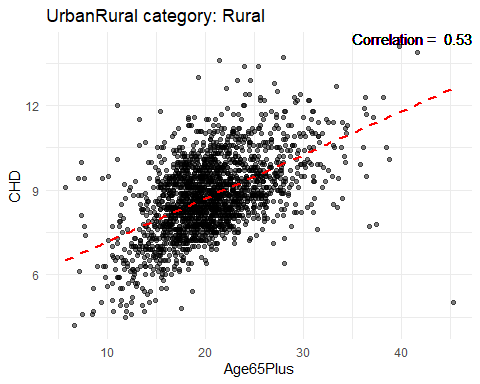 UrbanRural category: Rural
Correlation = 0.53
CHD
12
9
6
10
20
30
40
Age65Plus